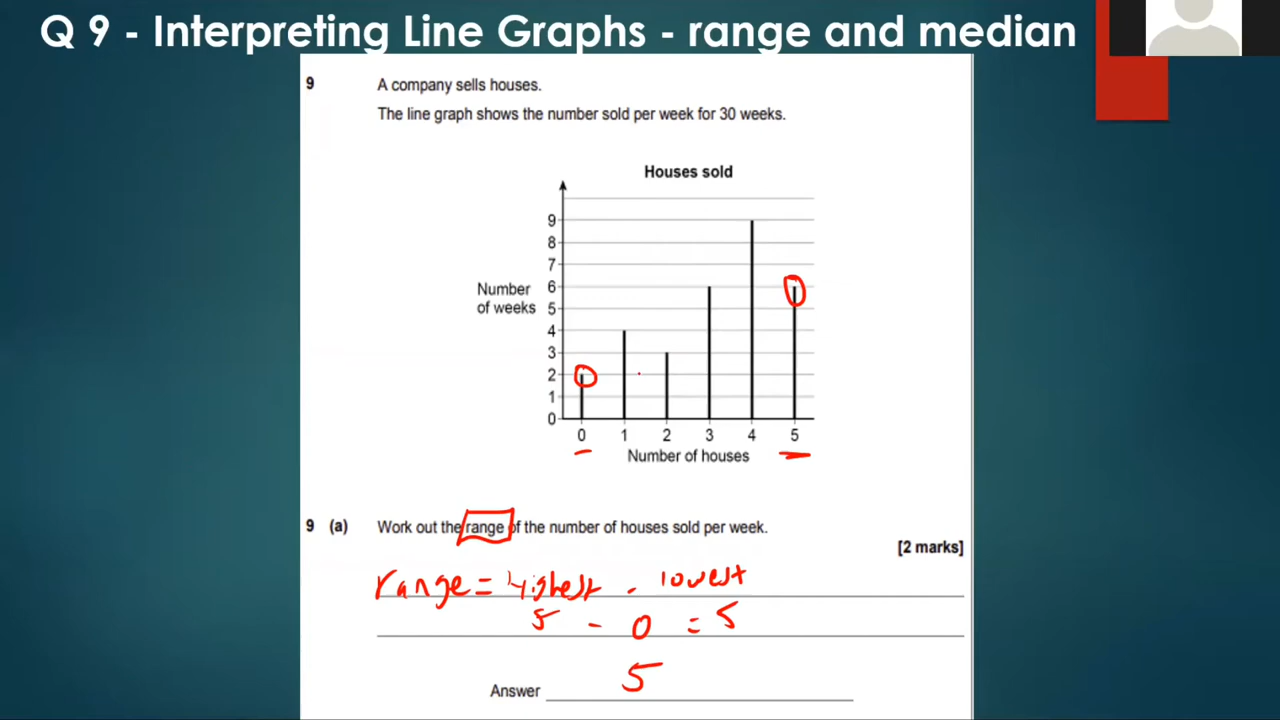 Q 9 - Interpreting Line Graphs - range and median
9 A company sells houses.
The line graph shows the number sold per week for 30 weeks.
Houses sold
9
8
7
Number of weeks
6
5
4
3
2
1
0
0 1 2 3 4 5
Number of houses
9 (a) Work out the range of the number of houses sold per week.
[2 marks]
range = Highest - lowest
5 - 0 = 5
Answer 5